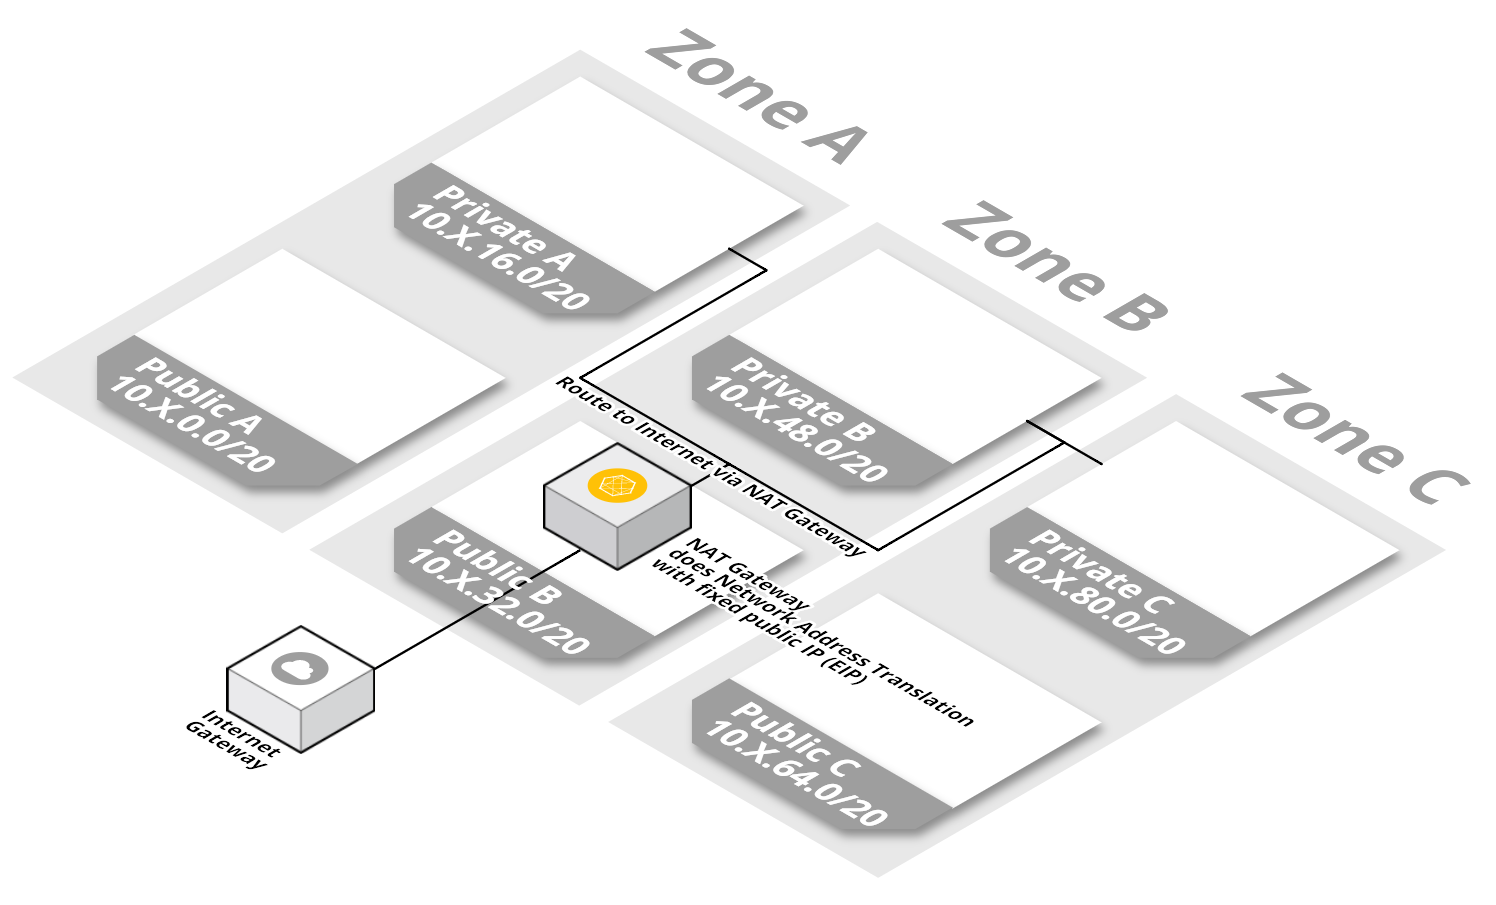 Zone A
Private A
10.X.16.0/20
Public A
10.X.0.0/20
Zone B
Private B
10.X.48.0/20
Route to Internet via NAT Gateway
Public B
10.X.32.0/20
NAT Gateway
does Network Address Translation
with fixed public IP (EIP)
Internet
Gateway
Zone C
Private C
10.X.80.0/20
Public C
10.X.64.0/20